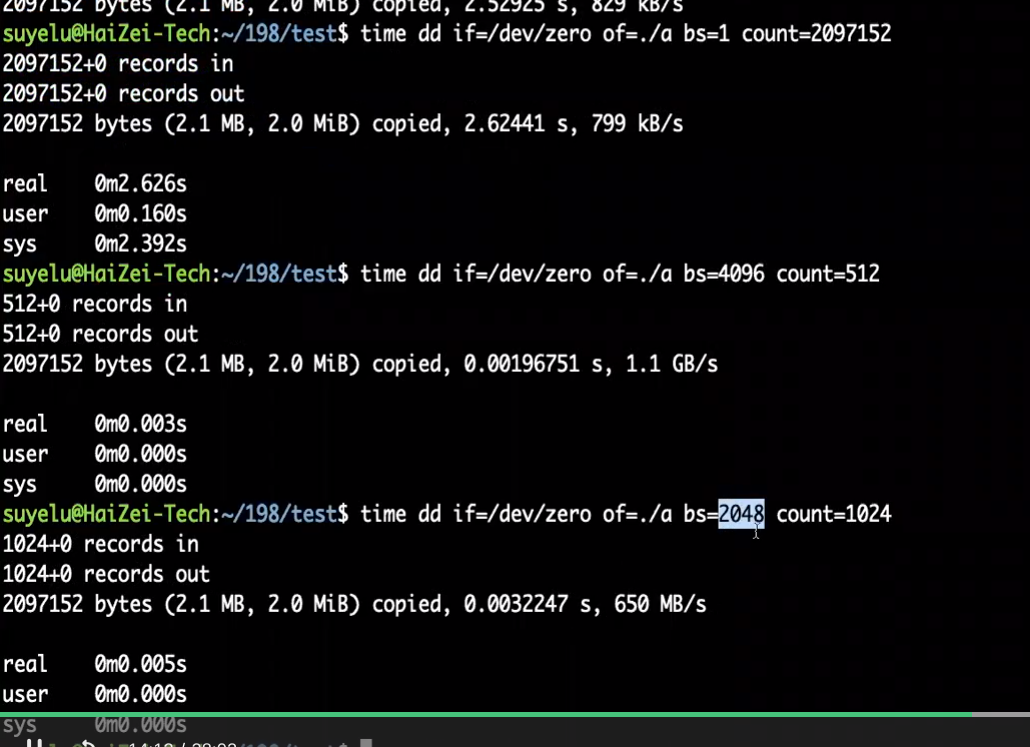 2097152 bytes (2.1 MB, 2.0 MiB) copied, 2.52925 s, 829 kB/s
suyelu@HaiZei-Tech:~/198/test$ time dd if=/dev/zero of=./a bs=1 count=2097152
2097152+0 records in
2097152+0 records out
2097152 bytes (2.1 MB, 2.0 MiB) copied, 2.62441 s, 799 kB/s
real 0m2.626s
user 0m0.160s
sys 0m2.392s
suyelu@HaiZei-Tech:~/198/test$ time dd if=/dev/zero of=./a bs=4096 count=512
512+0 records in
512+0 records out
2097152 bytes (2.1 MB, 2.0 MiB) copied, 0.00196751 s, 1.1 GB/s
real 0m0.003s
user 0m0.000s
sys 0m0.000s
suyelu@HaiZei-Tech:~/198/test$ time dd if=/dev/zero of=./a bs=2048 count=1024
1024+0 records in
1024+0 records out
2097152 bytes (2.1 MB, 2.0 MiB) copied, 0.0032247 s, 650 MB/s
real 0m0.005s
user 0m0.000s
sys 0m0.000s